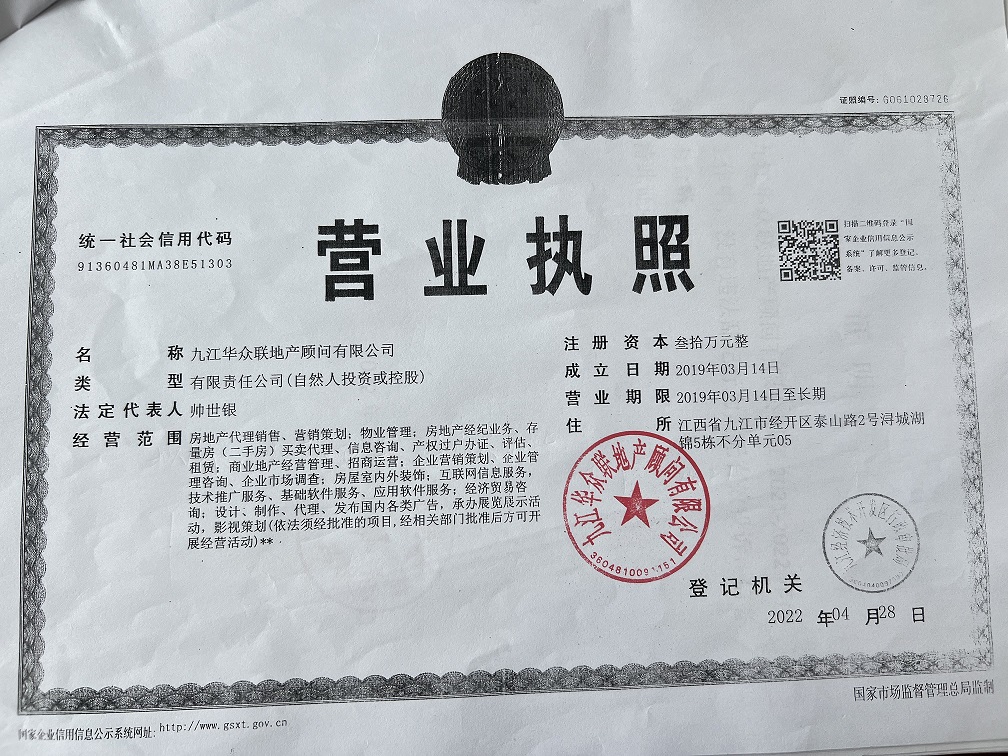 证照编号: G061028726
统一社会信用代码
91360481MA38E51303
营业执照
扫描二维码登录“国
家企业信用信息公示
系统”了解更多登记、
备案、许可、监管信息。
名称 九江华众联地产顾问有限公司
类型 有限责任公司(自然人投资或控股)
法定代表人 帅世银
经营范围 房地产代理销售、营销策划；物业管理；房地产经纪业务、存
量房（二手房）买卖代理、信息咨询、产权过户办证、评估、
租赁；商业地产经营管理、招商运营；企业营销策划、企业管
理咨询、企业市场调查；房屋室内外装饰；互联网信息服务，
技术推广服务、基础软件服务、应用软件服务；经济贸易咨
询；设计、制作、代理、发布国内各类广告，承办展览展示活
动，影视策划(依法须经批准的项目,经相关部门批准后方可开
展经营活动)**
注册资本 叁拾万元整
成立日期 2019年03月14日
营业期限 2019年03月14日至长期
住所 江西省九江市经开区泰山路2号浔城湖
锦5栋不分单元05
九江华众联地产顾问有限公司
登记机关
2022 年04 月28 日
国家企业信用信息公示系统网址: http://www.gsxt.gov.cn
国家市场监督管理总局监制